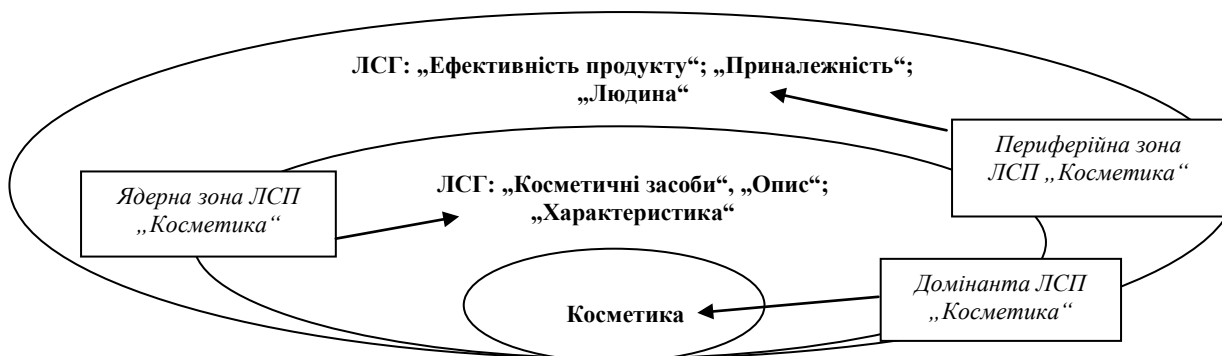 ЛСГ: „Ефективність продукту“; „Приналежність“;
„Людина“
Периферійна зона
ЛСП „Косметика“
Ядерна зона ЛСП
„Косметика“
ЛСГ: „Косметичні засоби“, „Опис“;
„Характеристика“
Домінанта ЛСП
„Косметика“
Косметика